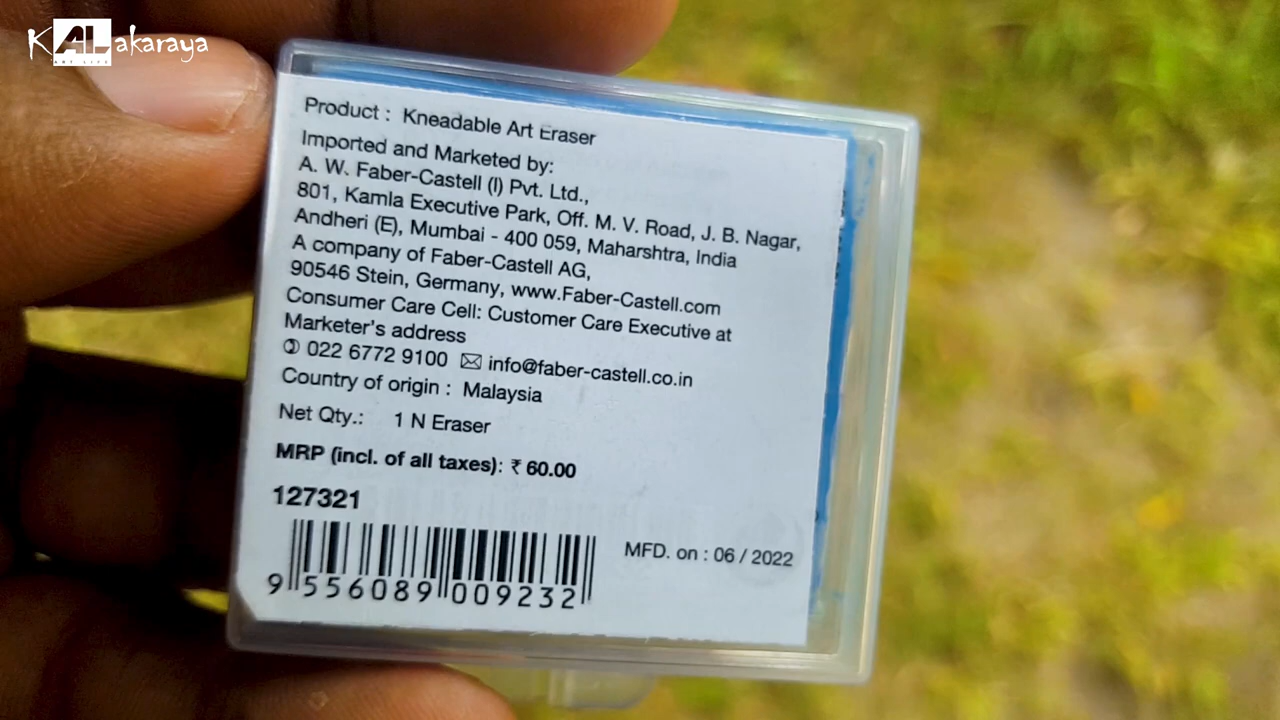 KALakaraya
ART LIFE
Product : Kneadable Art Eraser
Imported and Marketed by:
A. W. Faber-Castell (I) Pvt. Ltd.,
801, Kamla Executive Park, Off. M. V. Road, J. B. Nagar,
Andheri (E), Mumbai - 400 059, Maharshtra, India
A company of Faber-Castell AG,
90546 Stein, Germany, www.Faber-Castell.com
Consumer Care Cell: Customer Care Executive at
Marketer's address
022 6772 9100 info@faber-castell.co.in
Country of origin : Malaysia
Net Qty.: 1 N Eraser
MRP (incl. of all taxes): ₹ 60.00
127321
MFD. on : 06 / 2022
9 556089 009232